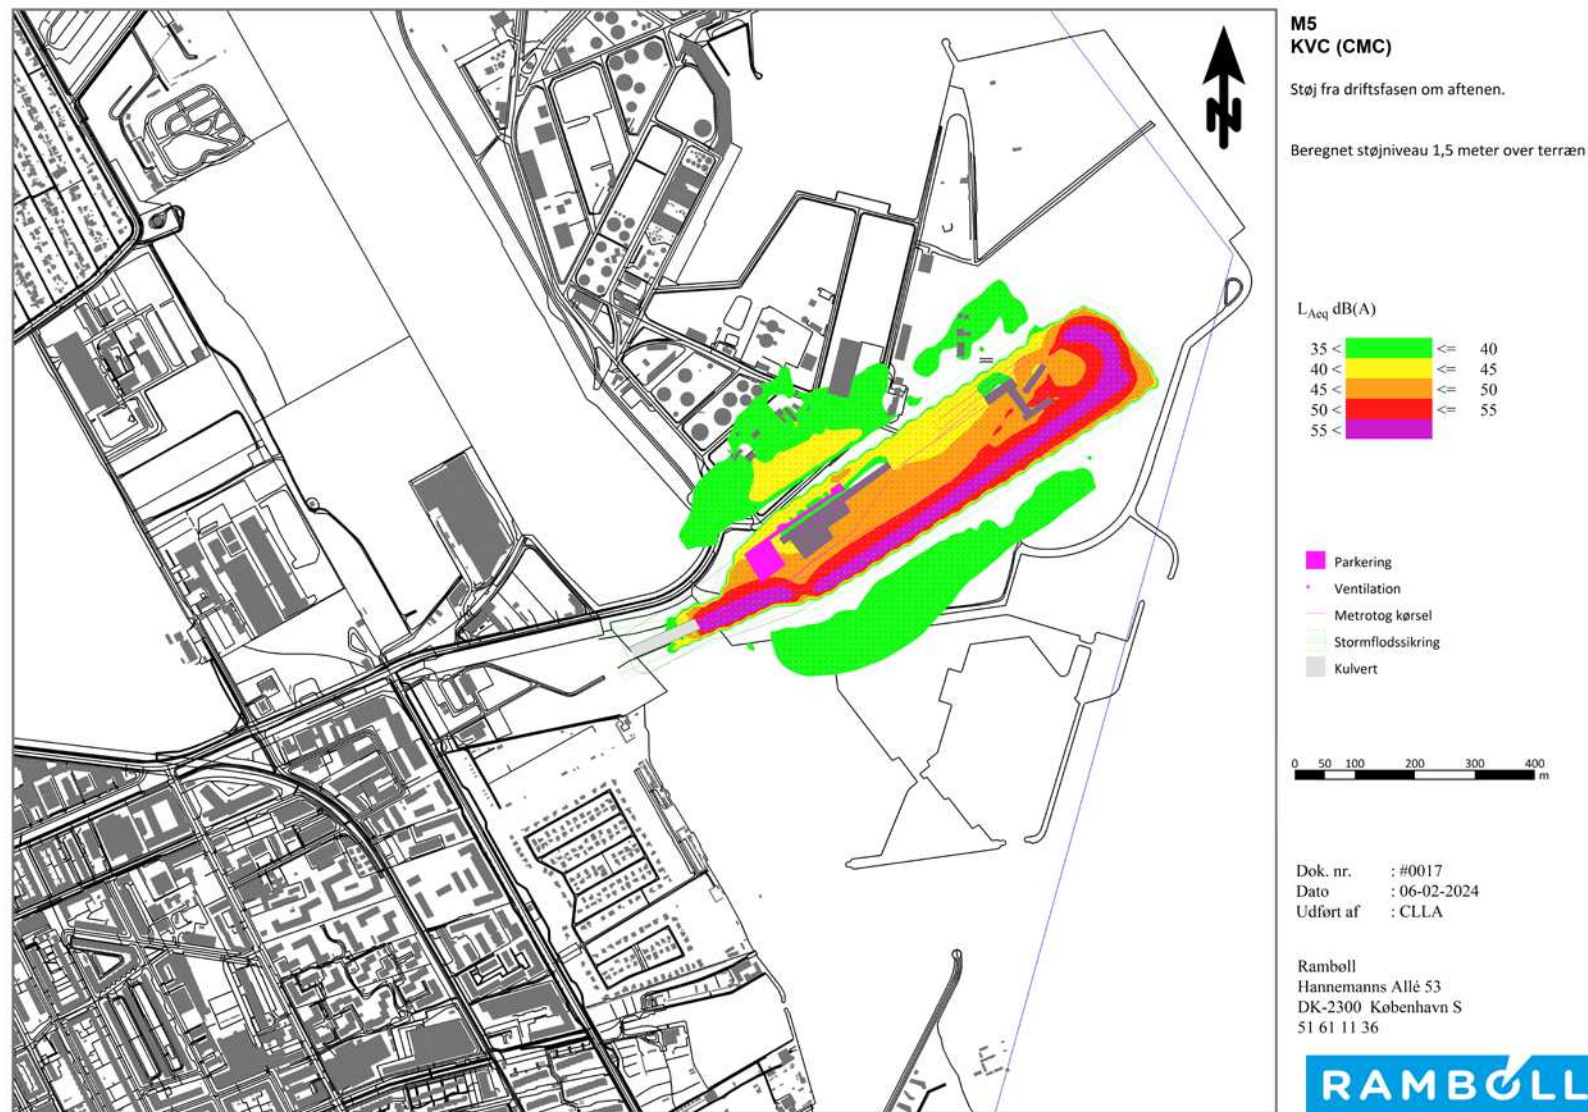 M5
KVC (CMC)
Støj fra driftsfasen om aftenen.
Beregnet støjniveau 1,5 meter over terræn
N
LAeq dB(A)
35 < <= 40
40 < <= 45
45 < <= 50
50 < <= 55
55 <
Parkering
Ventilation
Metrotog kørsel
Stormflodssikring
Kulvert
0 50 100 200 300 400
m
Dok. nr. : #0017
Dato : 06-02-2024
Udført af : CLLA
Rambøll
Hannemanns Allé 53
DK-2300 København S
51 61 11 36
RAMBOLL